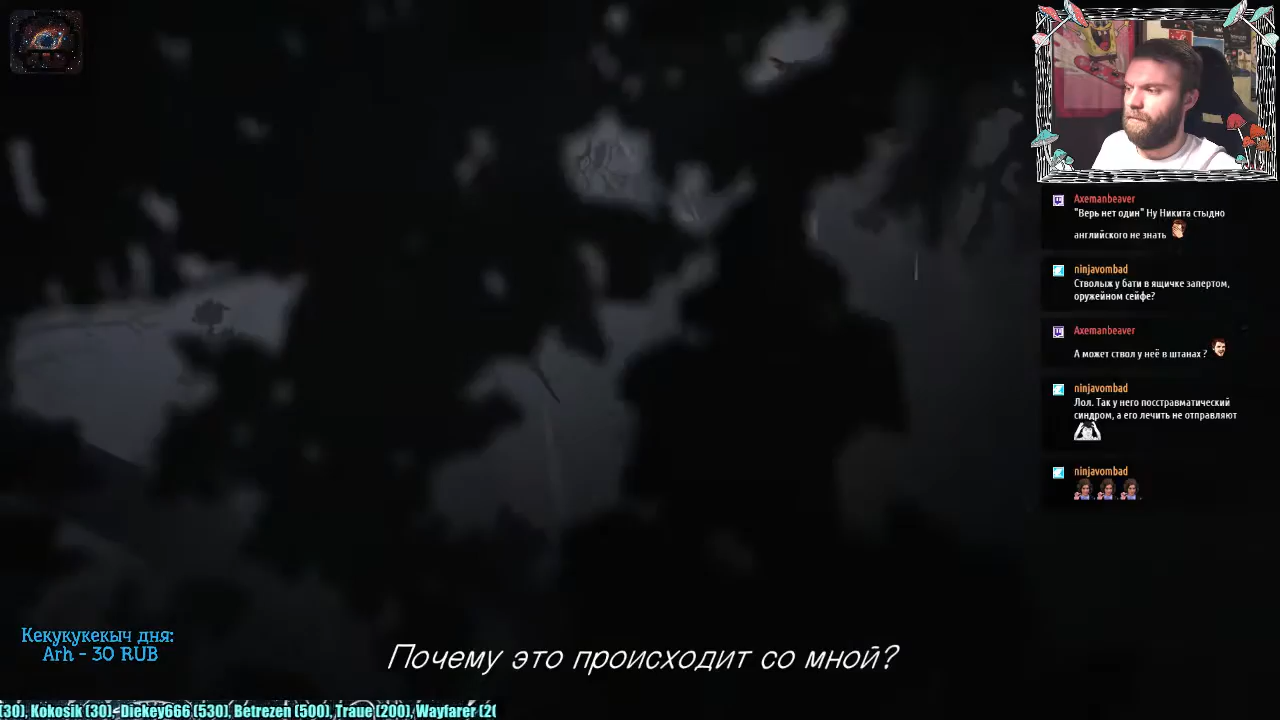 Axemanbeaver
"Верь нет один" Ну Никита стыдно
английского не знать
ninjavombad
Стволыж у бати в ящичке запертом,
оружейном сейфе?
Axemanbeaver
А может ствол у неё в штанах ?
ninjavombad
Лол. Так у него посстравматический
синдром, а его лечить не отправляют
ninjavombad
Кекукукекыч дня:
Arh - 30 RUB
Почему это происходит со мной?
(30), Kokosik (30), Diekey666 (530), Betrezen (500), Traue (200), Wayfarer